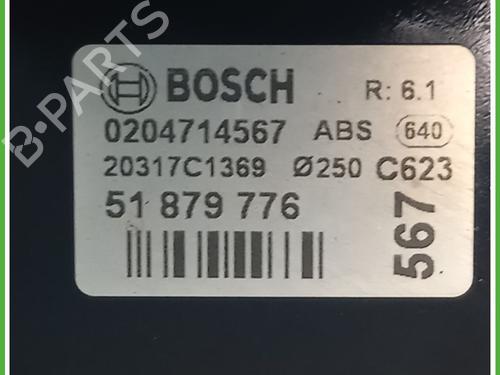 BOSCH R: 6.1
0204714567 ABS 640
20317C1369 Ø250 C623
51 879 776
567
B-PARTS